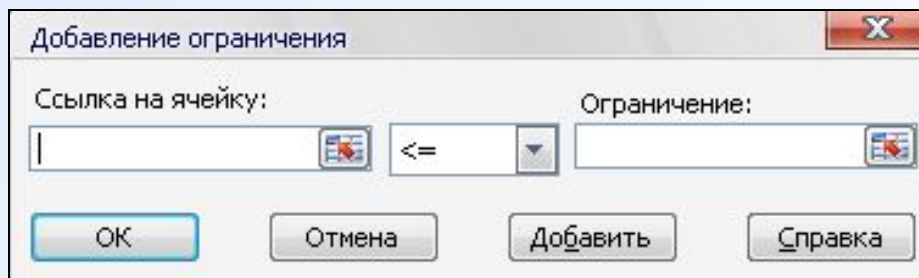 Добавление ограничения
Ссылка на ячейку:
Ограничение:
<=
ОК
Отмена
Добавить
Справка